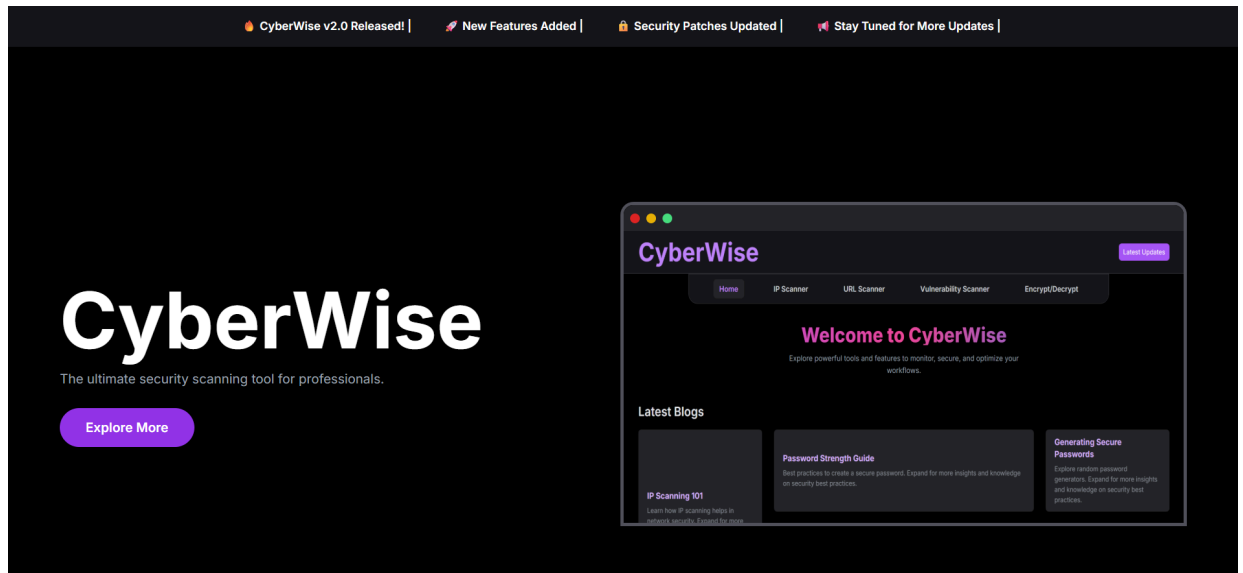 🔥 CyberWise v2.0 Released! | 🚀 New Features Added | 🔒 Security Patches Updated | 📢 Stay Tuned for More Updates |
CyberWise
The ultimate security scanning tool for professionals.
Explore More
CyberWise
Latest Updates
Home IP Scanner URL Scanner Vulnerability Scanner Encrypt/Decrypt
Welcome to CyberWise
Explore powerful tools and features to monitor, secure, and optimize your
workflows.
Latest Blogs
IP Scanning 101
Learn how IP scanning helps in
network security. Expand for more
Password Strength Guide
Best practices to create a secure password. Expand for more insights and knowledge
on security best practices.
Generating Secure
Passwords
Explore random password
generators. Expand for more insights
and knowledge on security best
practices.